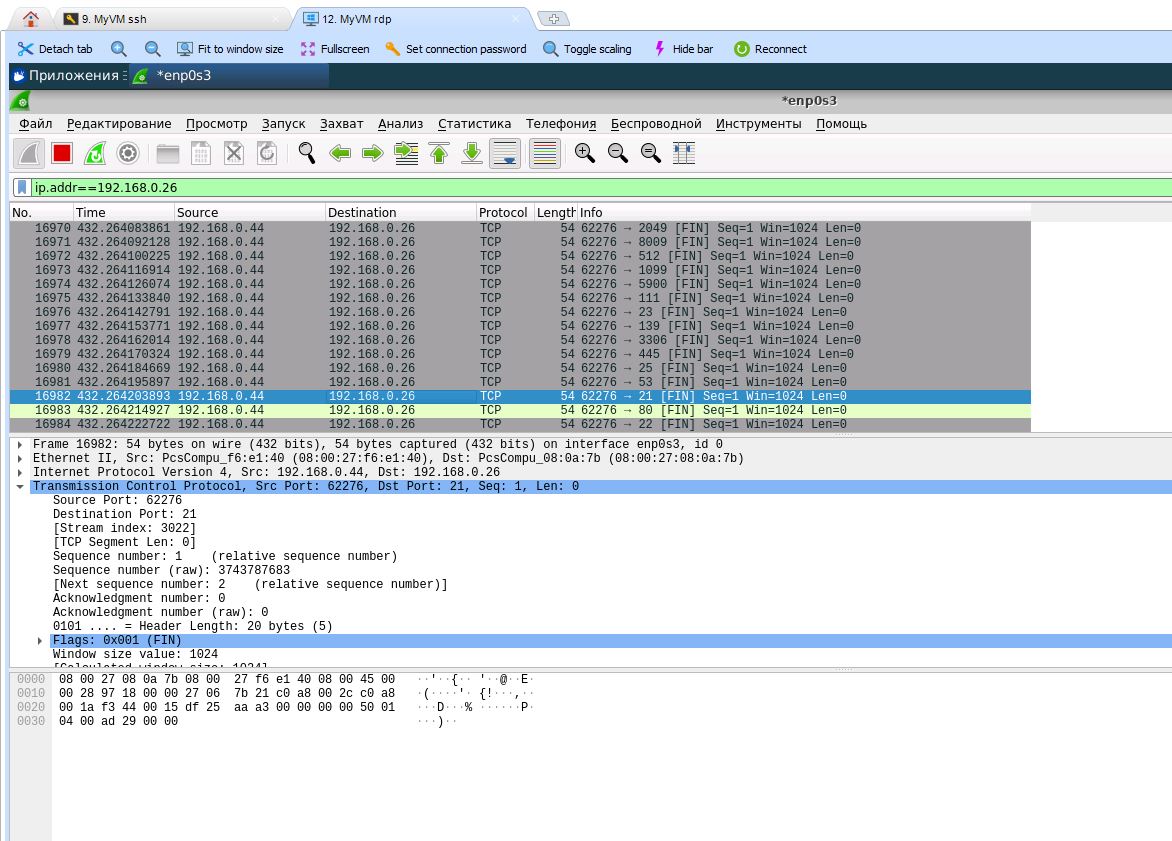 9. MyVM ssh
12. MyVM rdp
Detach tab Fit to window size Fullscreen Set connection password Toggle scaling Hide bar Reconnect
Приложения *enp0s3
*enp0s3
Файл Редактирование Просмотр Запуск Захват Анализ Статистика Телефония Беспроводной Инструменты Помощь
ip.addr==192.168.0.26
No. Time Source Destination Protocol Length Info
16970 432.264083861 192.168.0.44 192.168.0.26 TCP 54 62276 → 2049 [FIN] Seq=1 Win=1024 Len=0
16971 432.264092128 192.168.0.44 192.168.0.26 TCP 54 62276 → 8009 [FIN] Seq=1 Win=1024 Len=0
16972 432.264100225 192.168.0.44 192.168.0.26 TCP 54 62276 → 512 [FIN] Seq=1 Win=1024 Len=0
16973 432.264116914 192.168.0.44 192.168.0.26 TCP 54 62276 → 1099 [FIN] Seq=1 Win=1024 Len=0
16974 432.264126074 192.168.0.44 192.168.0.26 TCP 54 62276 → 5900 [FIN] Seq=1 Win=1024 Len=0
16975 432.264133840 192.168.0.44 192.168.0.26 TCP 54 62276 → 111 [FIN] Seq=1 Win=1024 Len=0
16976 432.264142791 192.168.0.44 192.168.0.26 TCP 54 62276 → 23 [FIN] Seq=1 Win=1024 Len=0
16977 432.264153771 192.168.0.44 192.168.0.26 TCP 54 62276 → 139 [FIN] Seq=1 Win=1024 Len=0
16978 432.264162014 192.168.0.44 192.168.0.26 TCP 54 62276 → 3306 [FIN] Seq=1 Win=1024 Len=0
16979 432.264170324 192.168.0.44 192.168.0.26 TCP 54 62276 → 445 [FIN] Seq=1 Win=1024 Len=0
16980 432.264184669 192.168.0.44 192.168.0.26 TCP 54 62276 → 25 [FIN] Seq=1 Win=1024 Len=0
16981 432.264195897 192.168.0.44 192.168.0.26 TCP 54 62276 → 53 [FIN] Seq=1 Win=1024 Len=0
16982 432.264203893 192.168.0.44 192.168.0.26 TCP 54 62276 → 21 [FIN] Seq=1 Win=1024 Len=0
16983 432.264214927 192.168.0.44 192.168.0.26 TCP 54 62276 → 80 [FIN] Seq=1 Win=1024 Len=0
16984 432.264222722 192.168.0.44 192.168.0.26 TCP 54 62276 → 22 [FIN] Seq=1 Win=1024 Len=0
Frame 16982: 54 bytes on wire (432 bits), 54 bytes captured (432 bits) on interface enp0s3, id 0
Ethernet II, Src: PcsCompu_f6:e1:40 (08:00:27:f6:e1:40), Dst: PcsCompu_08:0a:7b (08:00:27:08:0a:7b)
Internet Protocol Version 4, Src: 192.168.0.44, Dst: 192.168.0.26
Transmission Control Protocol, Src Port: 62276, Dst Port: 21, Seq: 1, Len: 0
Source Port: 62276
Destination Port: 21
[Stream index: 3022]
[TCP Segment Len: 0]
Sequence number: 1 (relative sequence number)
Sequence number (raw): 3743787683
[Next sequence number: 2 (relative sequence number)]
Acknowledgment number: 0
Acknowledgment number (raw): 0
0101 .... = Header Length: 20 bytes (5)
Flags: 0x001 (FIN)
Window size value: 1024
[Calculated window size: 1024]
0000 08 00 27 08 0a 7b 08 00 27 f6 e1 40 08 00 45 00 ··'··{·· '··@··E·
0010 00 28 97 18 00 00 27 06 7b 21 c0 a8 00 2c c0 a8 ·(····'· {!···,··
0020 00 1a f3 44 00 15 df 25 aa a3 00 00 00 00 50 01 ···D···% ······P·
0030 04 00 ad 29 00 00 ···)··